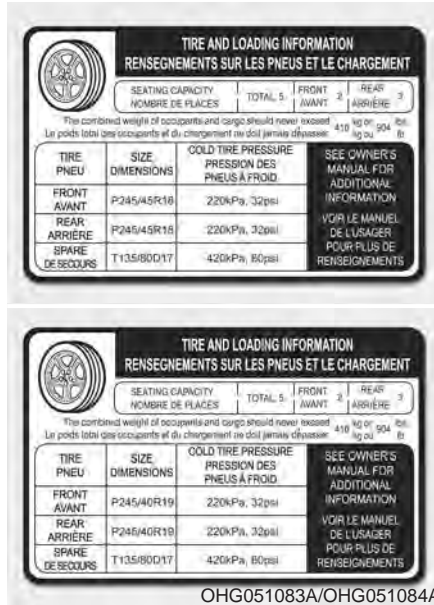 TIRE AND LOADING INFORMATION
RENSEIGNEMENTS SUR LES PNEUS ET LE CHARGEMENT
SEATING CAPACITY
NOMBRE DE PLACES
TOTAL 5
FRONT
AVANT
2
REAR
ARRIÈRE
3
The combined weight of occupants and cargo should never exceed
Le poids total des occupants et du chargement ne doit jamais dépasser
410 kg or 904 lbs.
kg ou lb
TIRE
PNEU
SIZE
DIMENSIONS
COLD TIRE PRESSURE
PRESSION DES
PNEUS À FROID
SEE OWNER'S
MANUAL FOR
ADDITIONAL
INFORMATION
FRONT
AVANT
P245/45R18
220kPa, 32psi
REAR
ARRIÈRE
P245/45R18
220kPa, 32psi
VOIR LE MANUEL
DE L'USAGER
POUR PLUS DE
RENSEIGNEMENTS
SPARE
DE SECOURS
T135/80D17
420kPa, 60psi
TIRE AND LOADING INFORMATION
RENSEIGNEMENTS SUR LES PNEUS ET LE CHARGEMENT
SEATING CAPACITY
NOMBRE DE PLACES
TOTAL 5
FRONT
AVANT
2
REAR
ARRIÈRE
3
The combined weight of occupants and cargo should never exceed
Le poids total des occupants et du chargement ne doit jamais dépasser
410 kg or 904 lbs.
kg ou lb
TIRE
PNEU
SIZE
DIMENSIONS
COLD TIRE PRESSURE
PRESSION DES
PNEUS À FROID
SEE OWNER'S
MANUAL FOR
ADDITIONAL
INFORMATION
FRONT
AVANT
P245/40R19
220kPa, 32psi
REAR
ARRIÈRE
P245/40R19
220kPa, 32psi
VOIR LE MANUEL
DE L'USAGER
POUR PLUS DE
RENSEIGNEMENTS
SPARE
DE SECOURS
T135/80D17
420kPa, 60psi
OHG051083A/OHG051084A